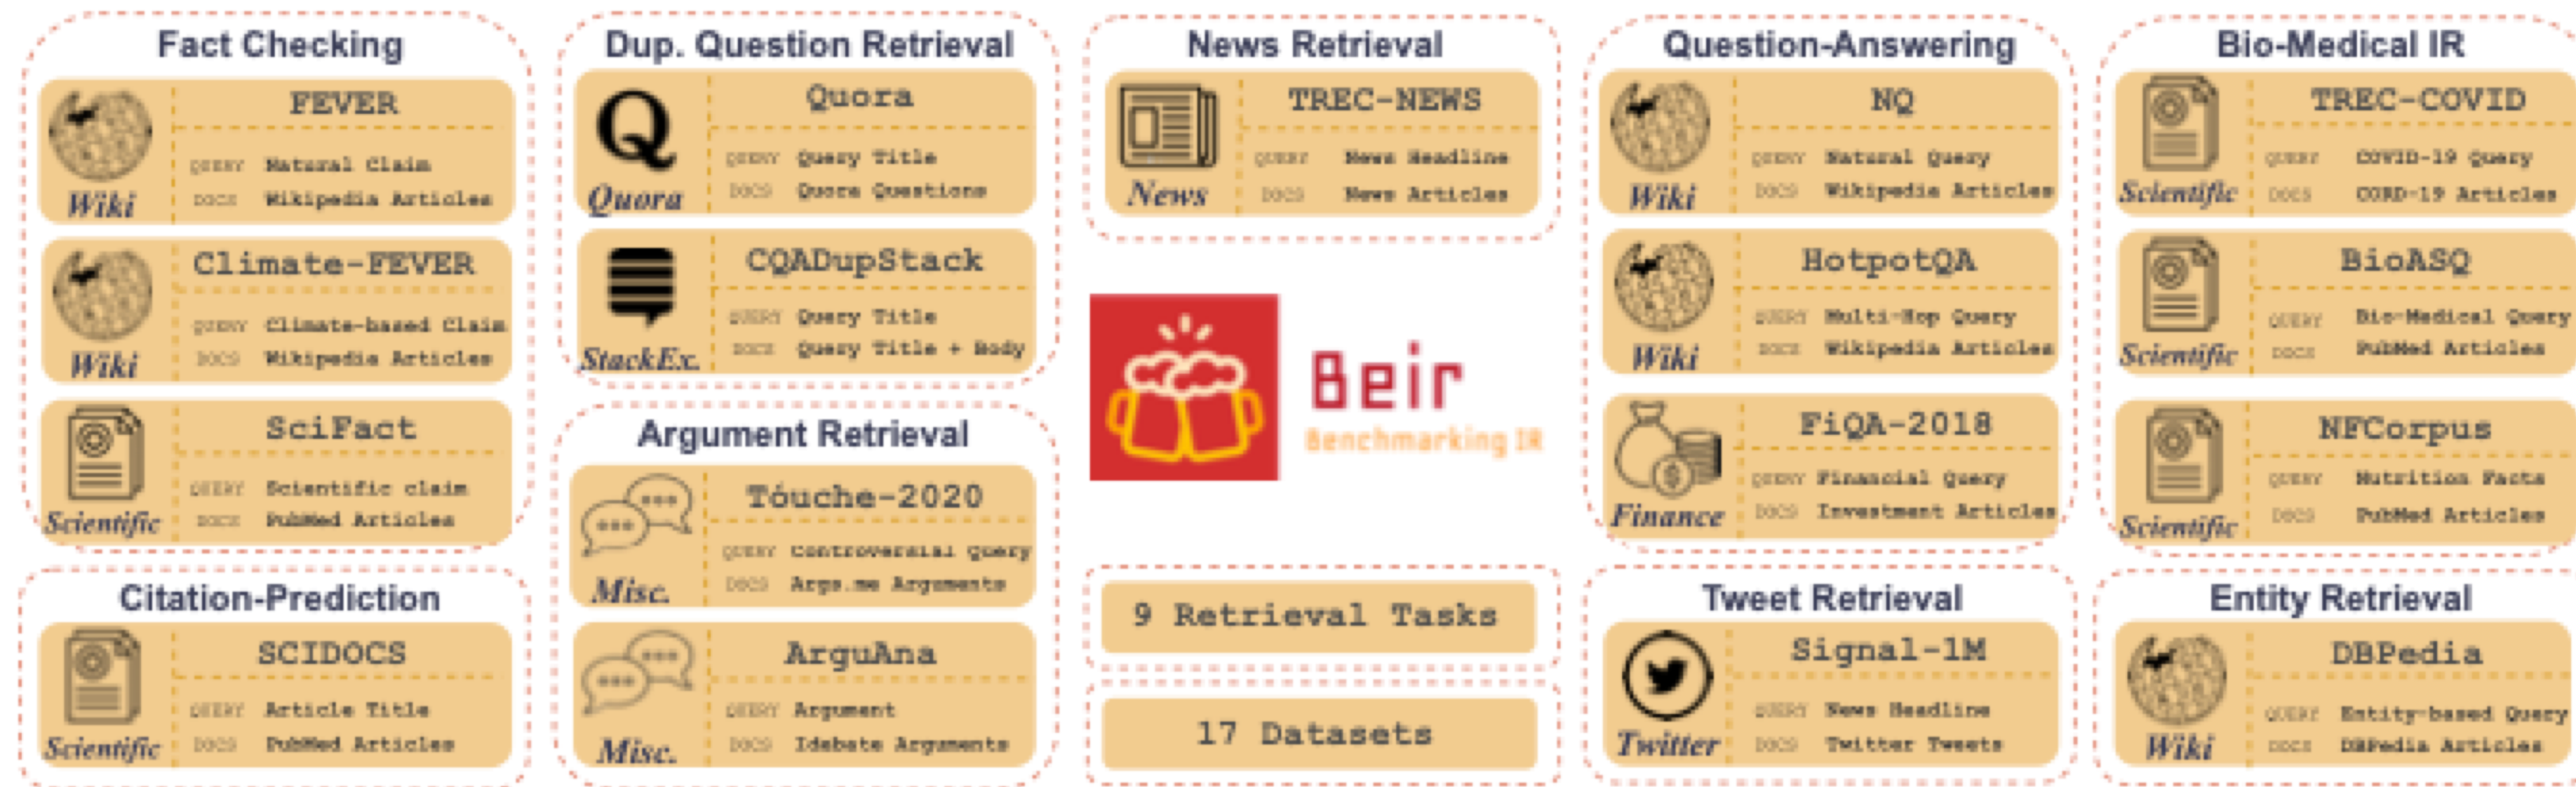 Fact Checking
FEVER
QUERY Natural Claim
DOCS Wikipedia Articles
Wiki
Climate-FEVER
QUERY Climate-based Claim
DOCS Wikipedia Articles
Wiki
SciFact
QUERY Scientific claim
DOCS PubMed Articles
Scientific
Citation-Prediction
SCIDOCS
QUERY Article Title
DOCS PubMed Articles
Scientific
Dup. Question Retrieval
Quora
Q
QUERY Query Title
DOCS Quora Questions
Quora
CQADupStack
QUERY Query Title
DOCS Query Title + Body
StackEx.
Argument Retrieval
Tóuche-2020
QUERY Controversial Query
DOCS Args.me Arguments
Misc.
ArguAna
QUERY Argument
DOCS Idebate Arguments
Misc.
News Retrieval
TREC-NEWS
QUERY News Headline
DOCS News Articles
News
Beir
Benchmarking IR
9 Retrieval Tasks
17 Datasets
Question-Answering
NQ
QUERY Natural Query
DOCS Wikipedia Articles
Wiki
HotpotQA
QUERY Multi-Hop Query
DOCS Wikipedia Articles
Wiki
FiQA-2018
QUERY Financial Query
DOCS Investment Articles
Finance
Tweet Retrieval
Signal-1M
QUERY News Headline
DOCS Twitter Tweets
Twitter
Bio-Medical IR
TREC-COVID
QUERY COVID-19 Query
DOCS CORD-19 Articles
Scientific
BioASQ
QUERY Bio-Medical Query
DOCS PubMed Articles
Scientific
NFCorpus
QUERY Nutrition Facts
DOCS PubMed Articles
Scientific
Entity Retrieval
DBPedia
QUERY Entity-based Query
DOCS DBPedia Articles
Wiki